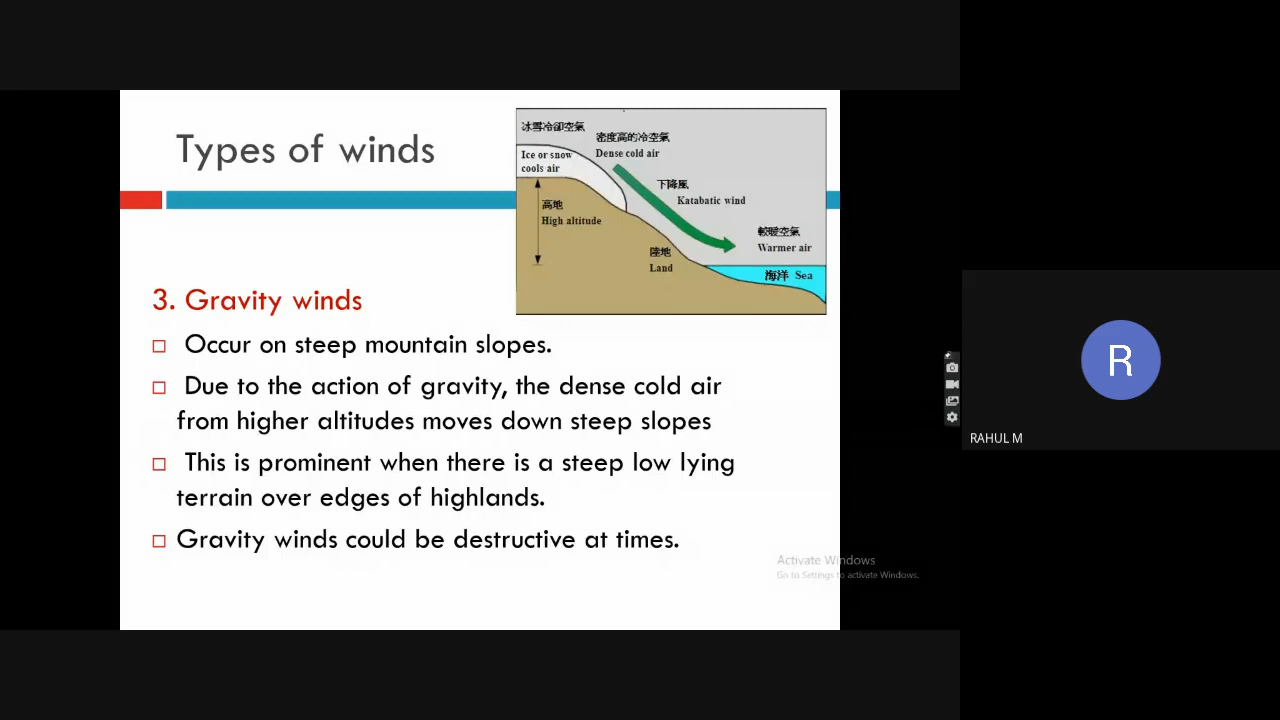 Types of winds
冰雪冷卻空氣
Ice or snow
cools air
密度高的冷空氣
Dense cold air
下降風
Katabatic wind
高地
High altitude
較暖空氣
Warmer air
陸地
Land
海洋 Sea
3. Gravity winds
Occur on steep mountain slopes.
Due to the action of gravity, the dense cold air
from higher altitudes moves down steep slopes
This is prominent when there is a steep low lying
terrain over edges of highlands.
Gravity winds could be destructive at times.
Activate Windows
Go to Settings to activate Windows.
R
RAHUL M